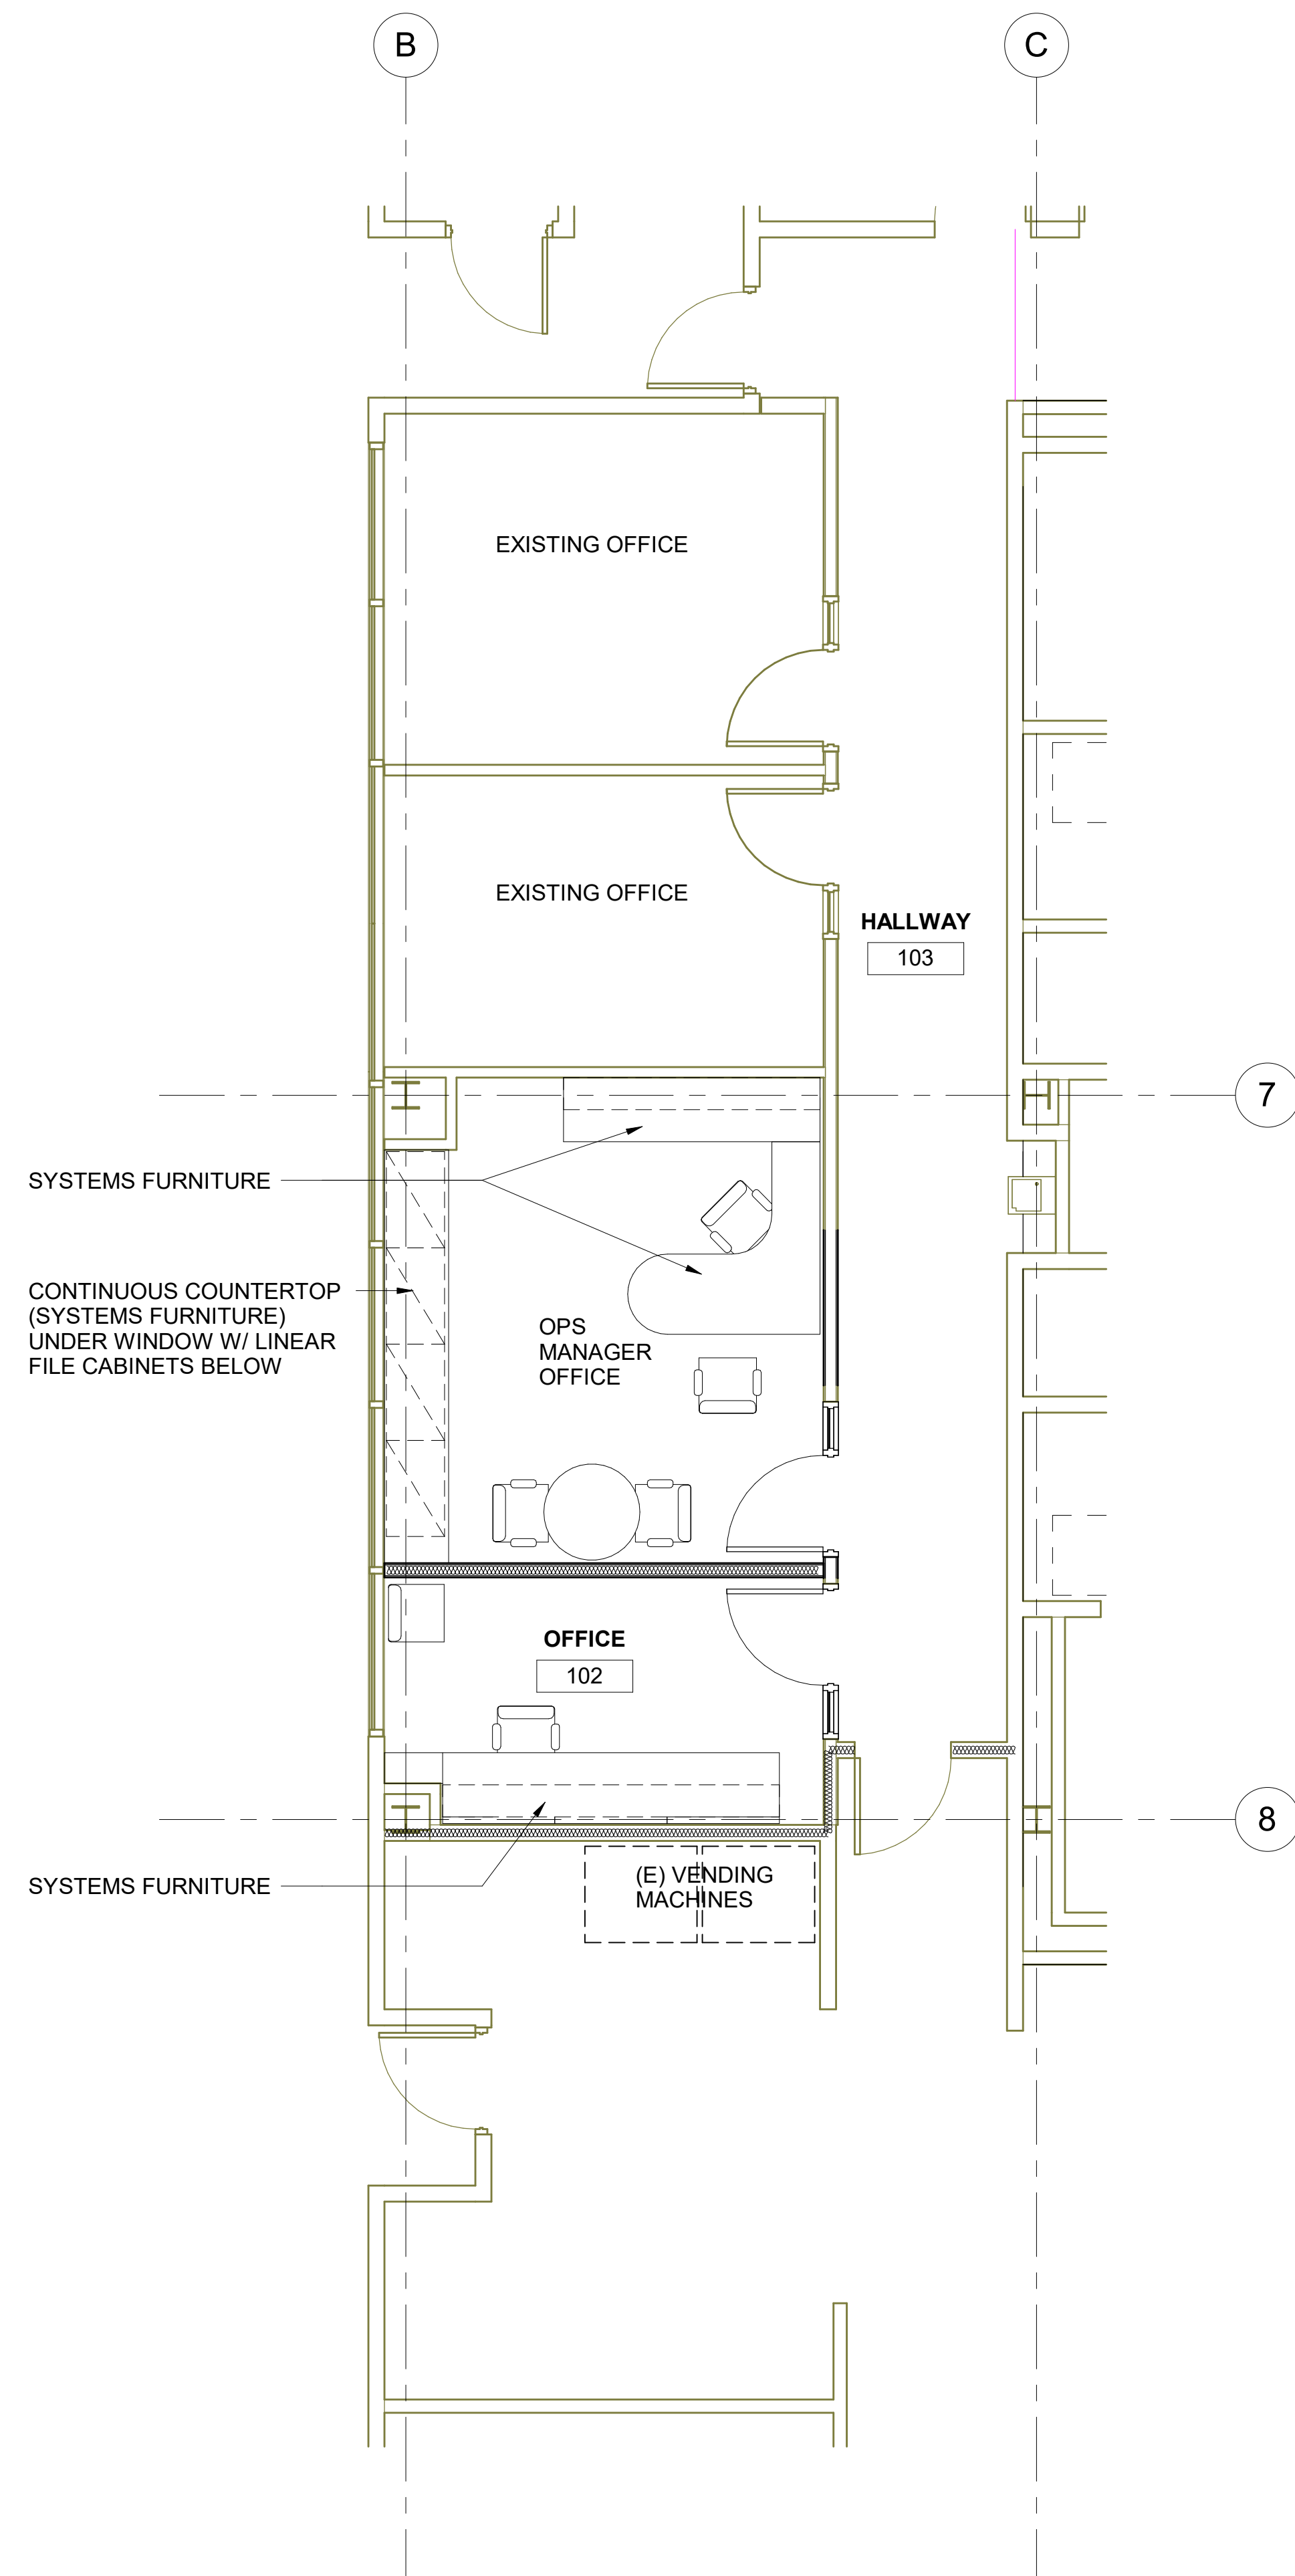 B
C
EXISTING OFFICE
EXISTING OFFICE
HALLWAY
103
7
SYSTEMS FURNITURE
CONTINUOUS COUNTERTOP
(SYSTEMS FURNITURE)
UNDER WINDOW W/ LINEAR
FILE CABINETS BELOW
OPS
MANAGER
OFFICE
OFFICE
102
8
SYSTEMS FURNITURE
(E) VENDING
MACHINES